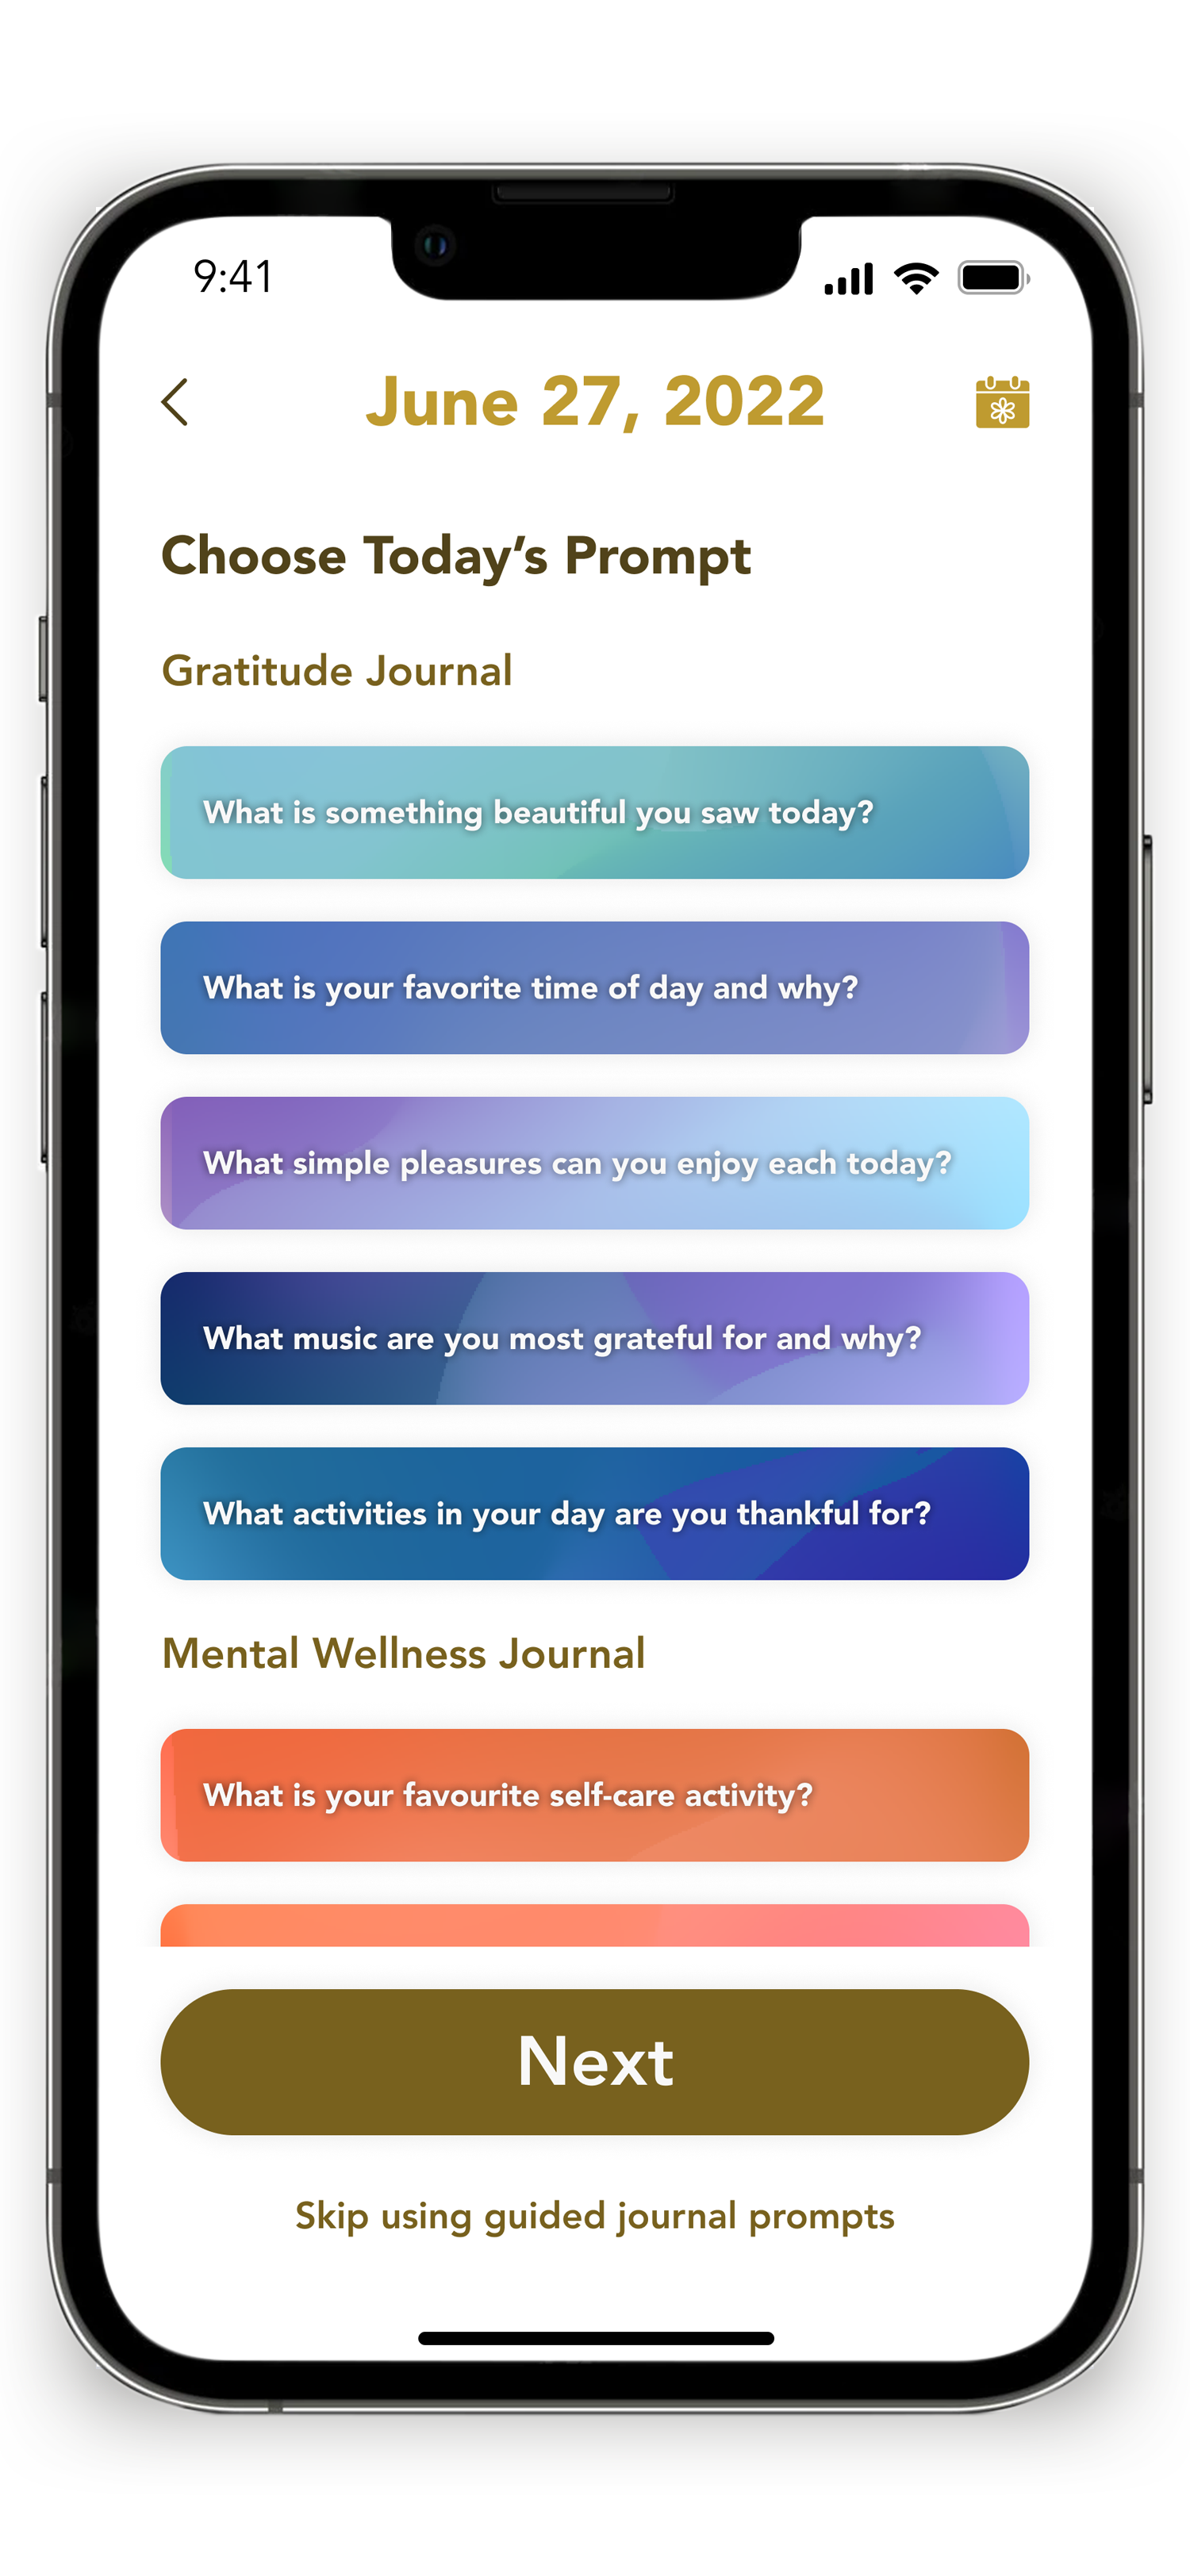 9:41
June 27, 2022
Choose Today’s Prompt
Gratitude Journal
What is something beautiful you saw today?
What is your favorite time of day and why?
What simple pleasures can you enjoy each today?
What music are you most grateful for and why?
What activities in your day are you thankful for?
Mental Wellness Journal
What is your favourite self-care activity?
Next
Skip using guided journal prompts